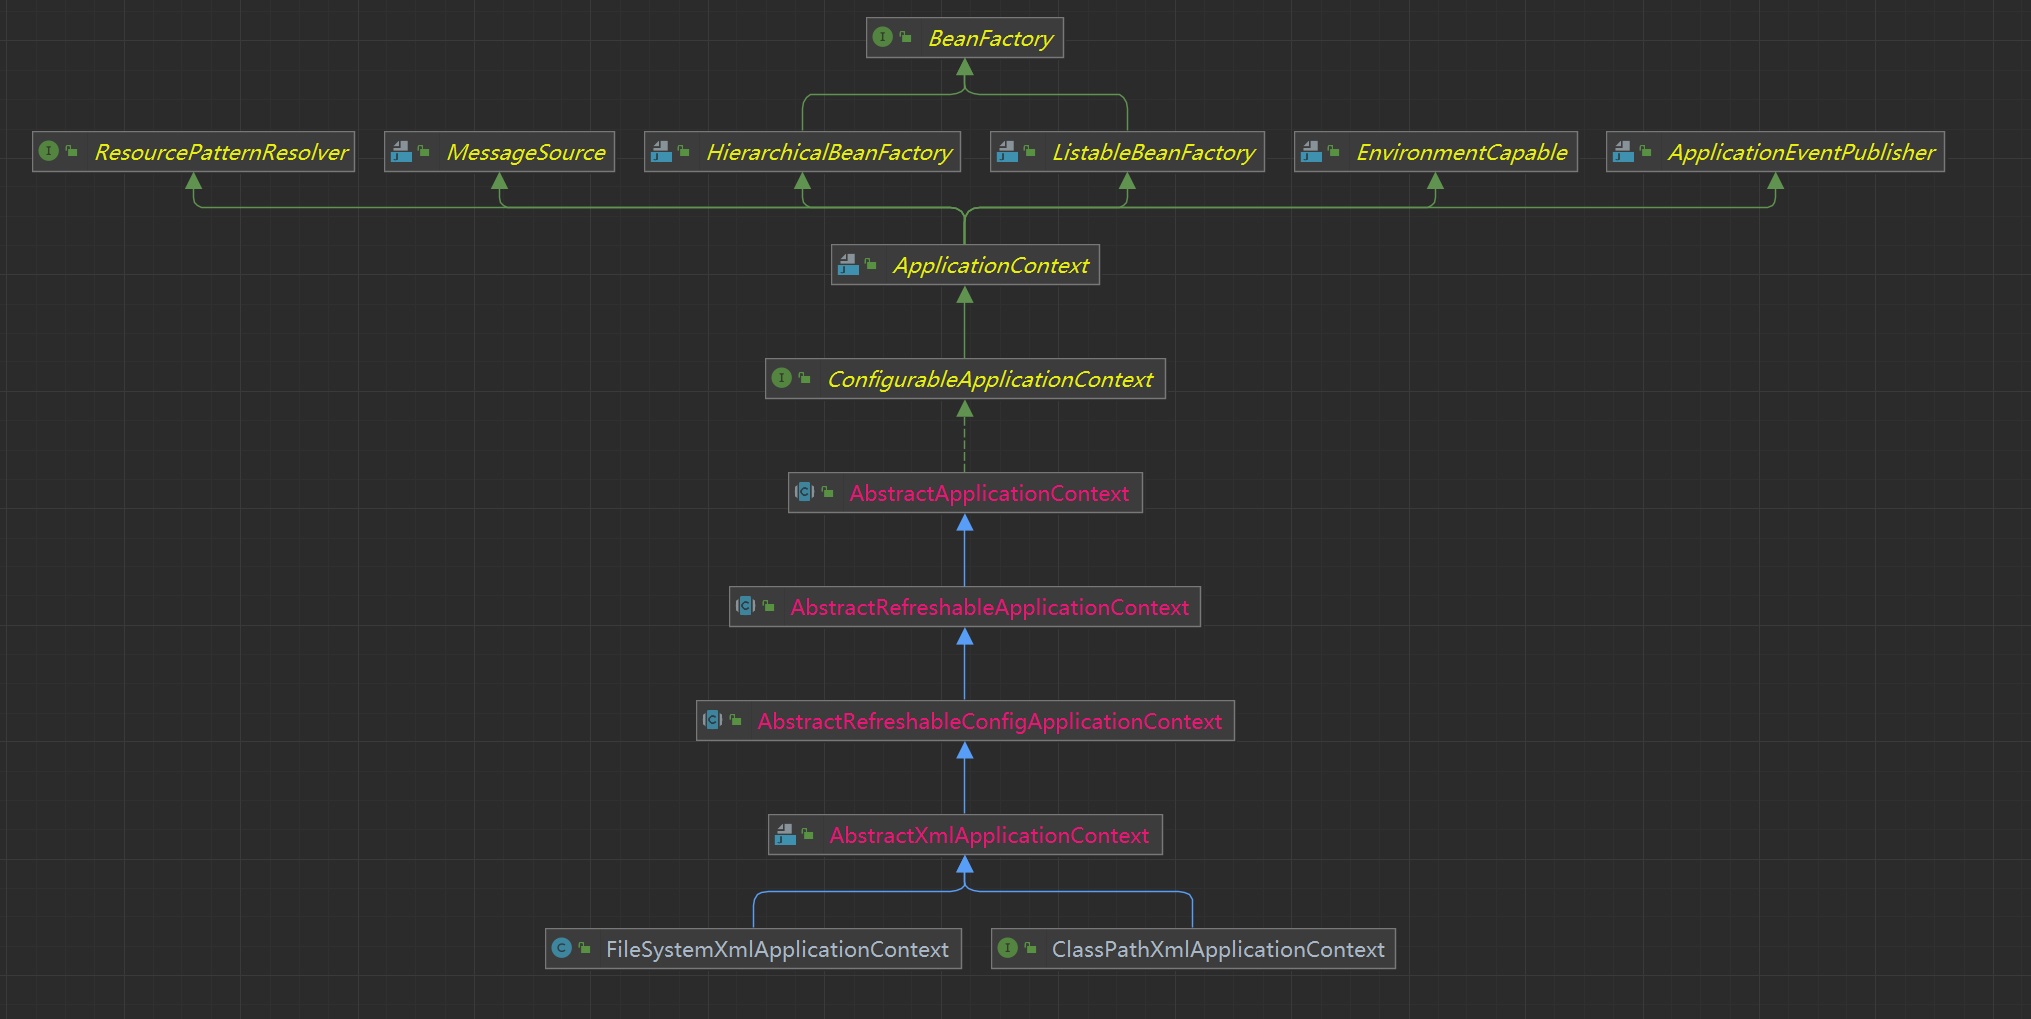 BeanFactory
ResourcePatternResolver
MessageSource
HierarchicalBeanFactory
ListableBeanFactory
EnvironmentCapable
ApplicationEventPublisher
ApplicationContext
ConfigurableApplicationContext
AbstractApplicationContext
AbstractRefreshableApplicationContext
AbstractRefreshableConfigApplicationContext
AbstractXmlApplicationContext
FileSystemXmlApplicationContext
ClassPathXmlApplicationContext